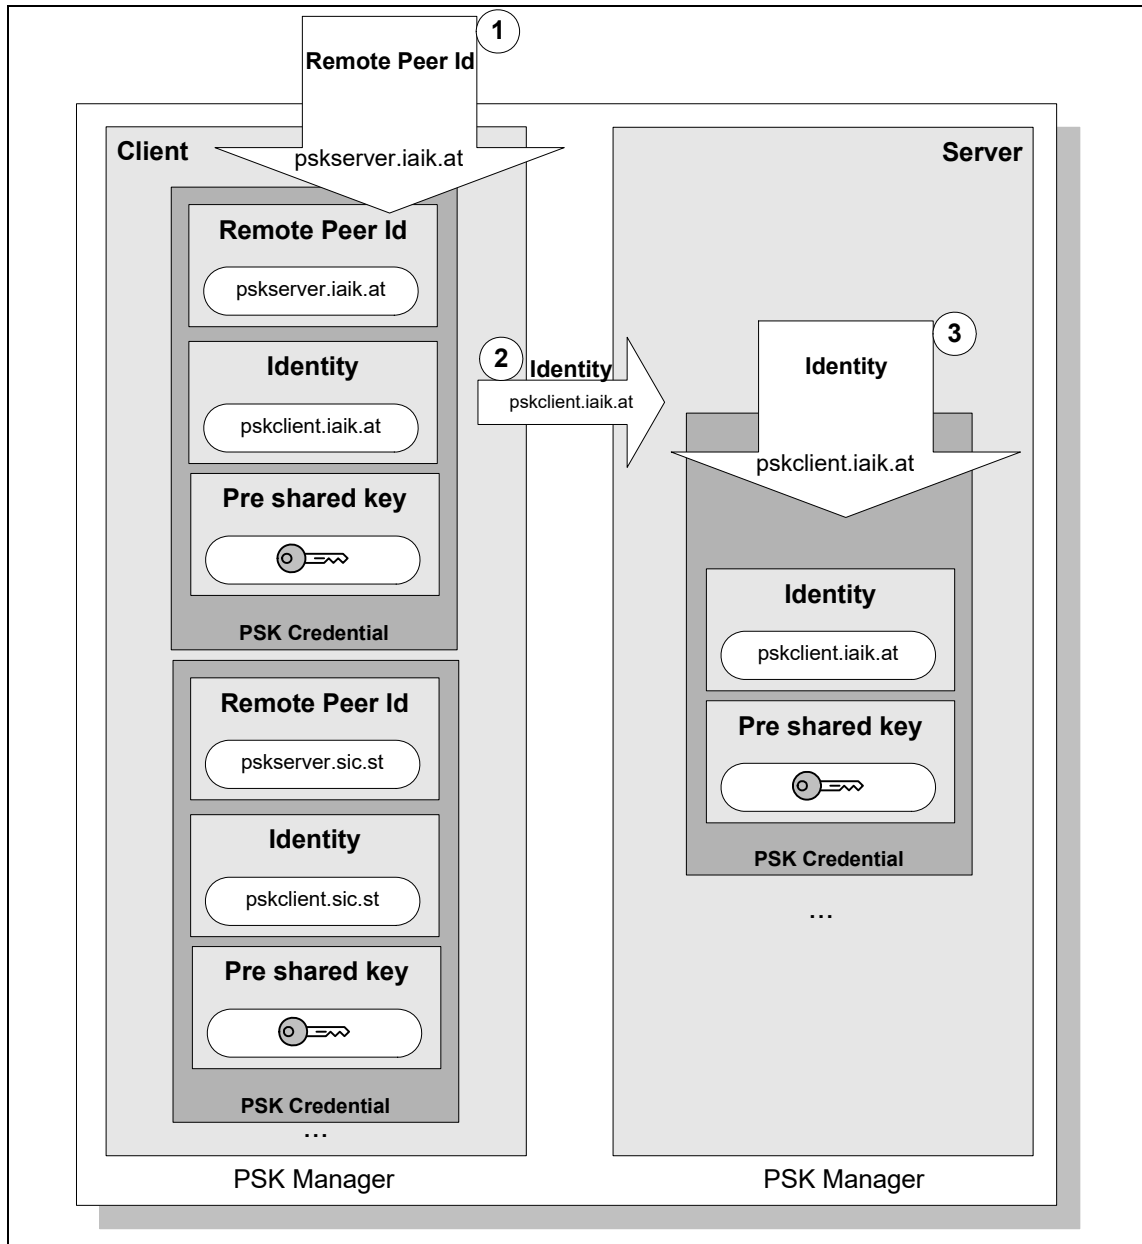 1
Remote Peer Id
pskserver.iaik.at
Client
Remote Peer Id
pskserver.iaik.at
Identity
pskclient.iaik.at
Pre shared key
PSK Credential
Remote Peer Id
pskserver.sic.st
Identity
pskclient.sic.st
Pre shared key
PSK Credential
...
PSK Manager
2
Identity
pskclient.iaik.at
Server
3
Identity
pskclient.iaik.at
Identity
pskclient.iaik.at
Pre shared key
PSK Credential
...
PSK Manager